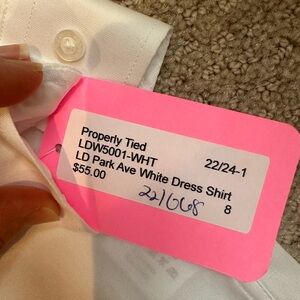 Properly Tied
LDW5001-WHT 22/24-1
LD Park Ave White Dress Shirt
$55.00 8
221668